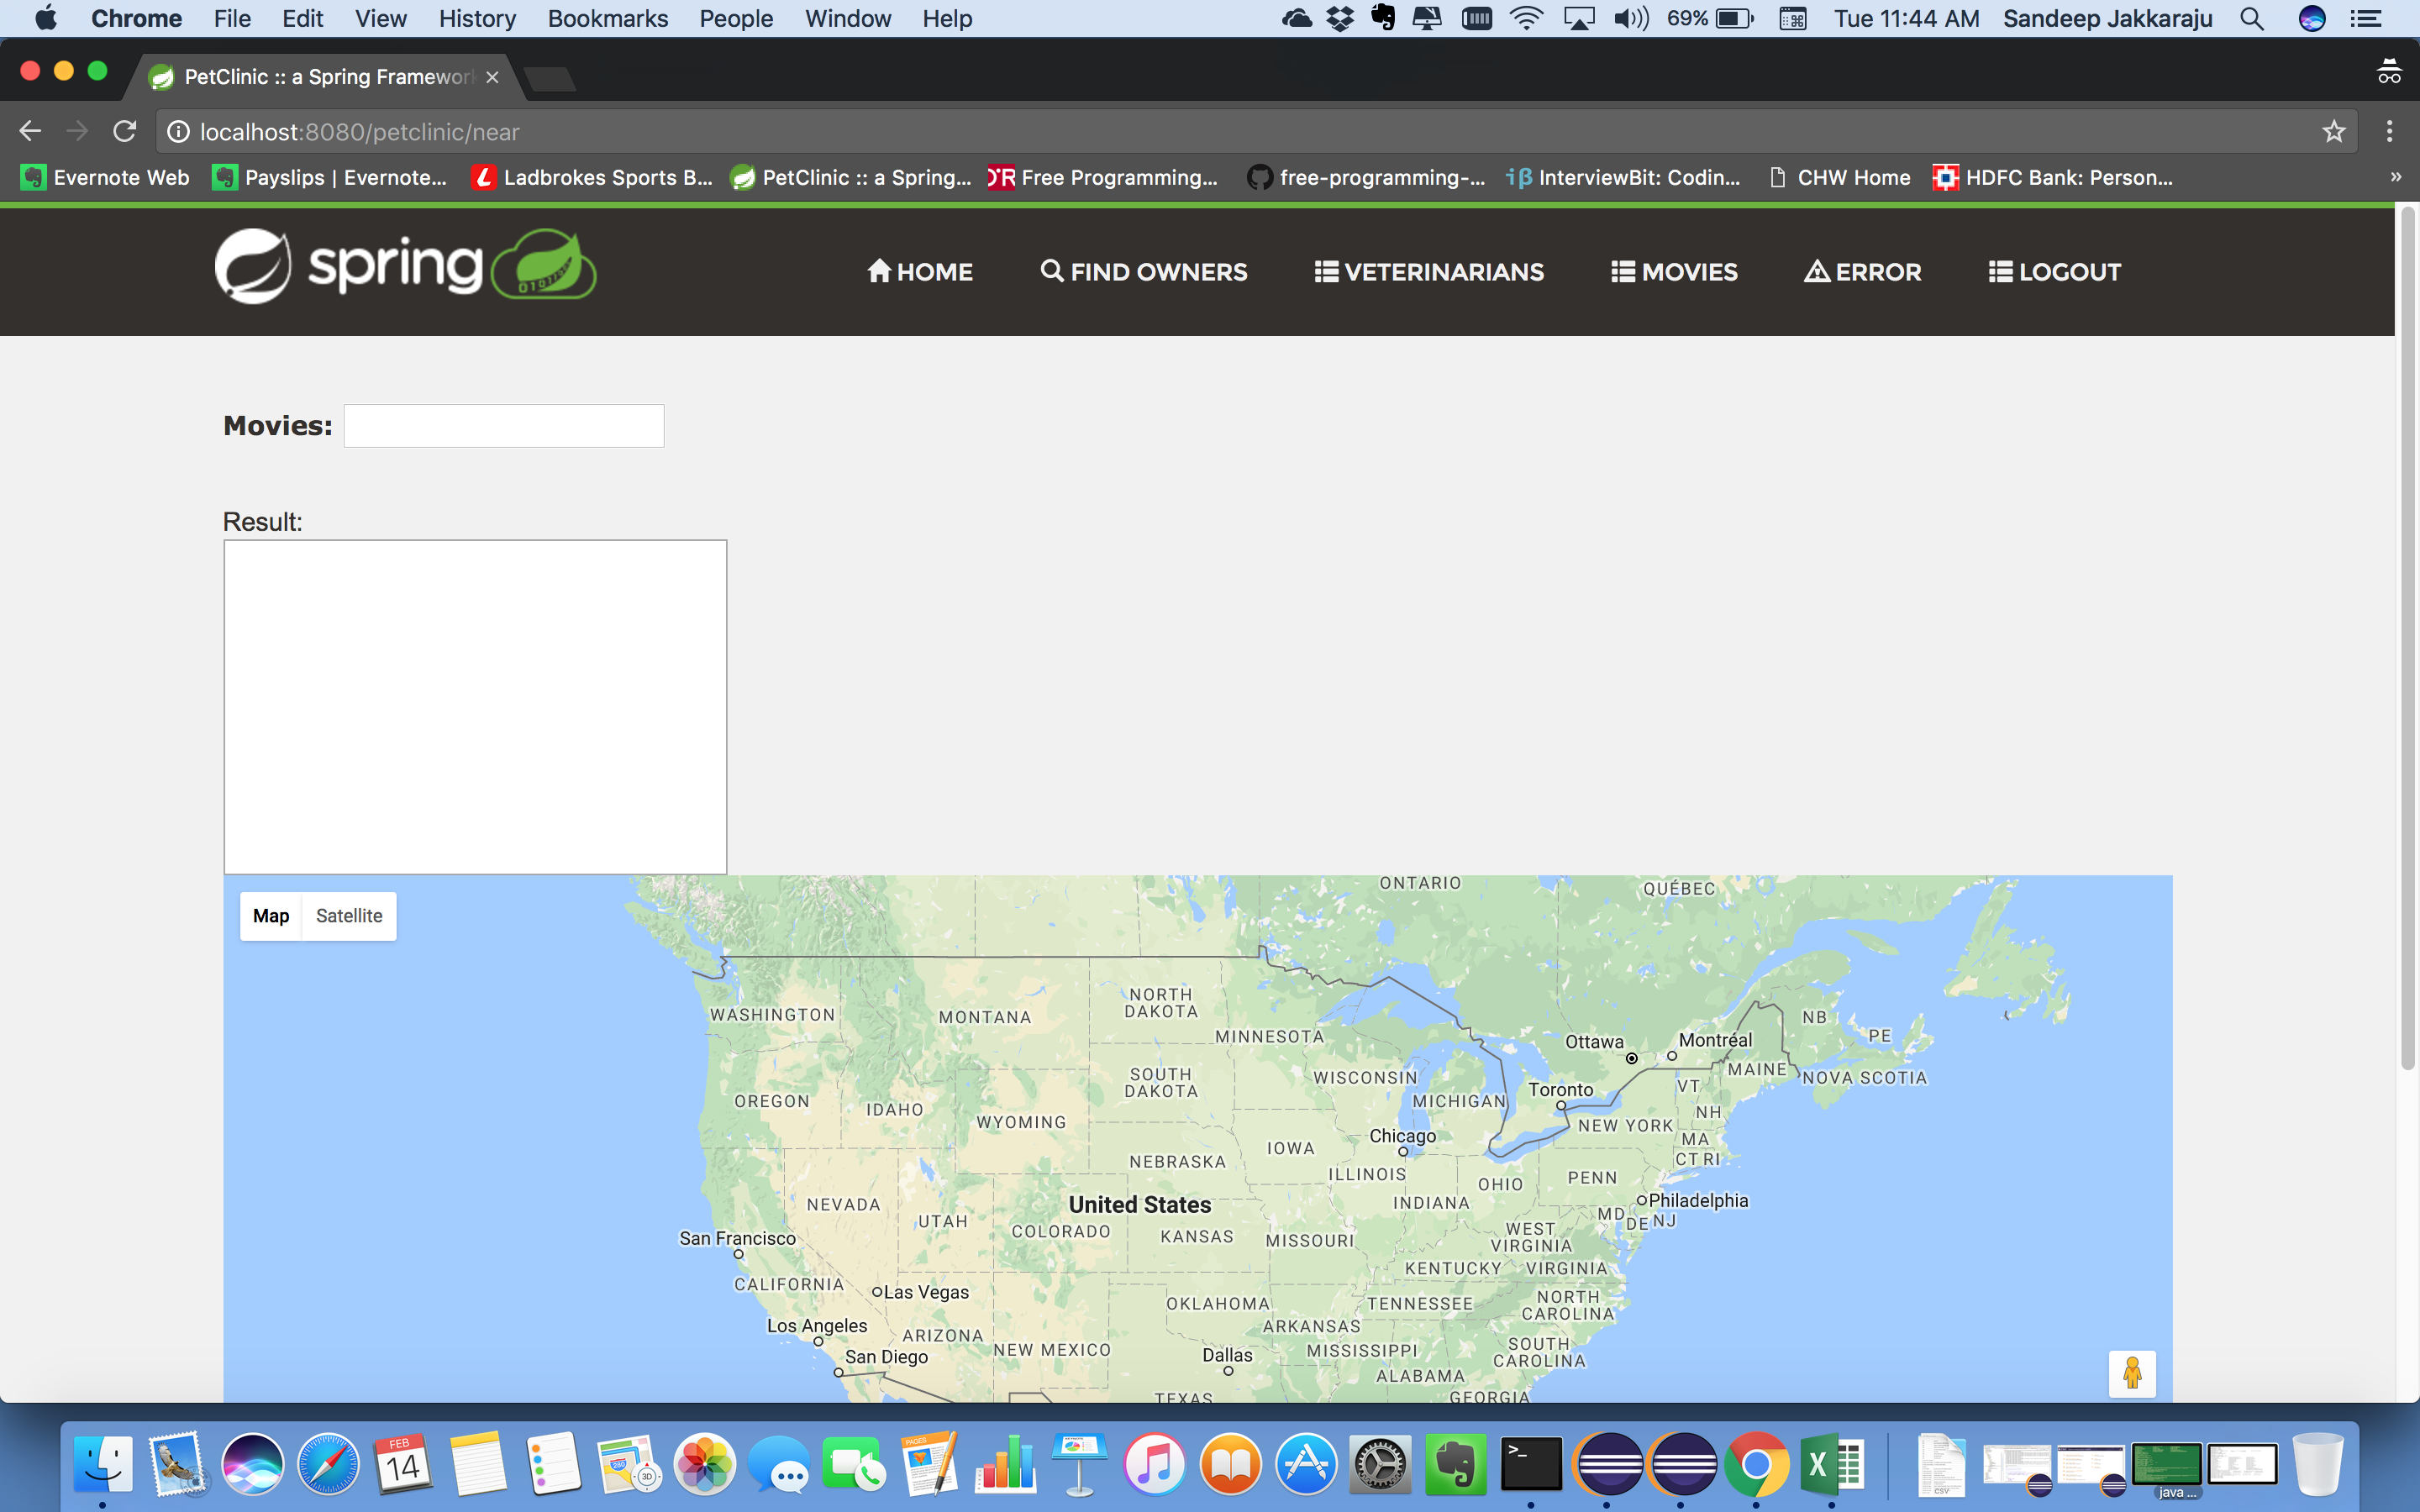 Chrome File Edit View History Bookmarks People Window Help 69% Tue 11:44 AM Sandeep Jakkaraju
PetClinic :: a Spring Framework
localhost:8080/petclinic/near
Evernote Web Payslips | Evernote... Ladbrokes Sports B... PetClinic :: a Spring... Free Programming... free-programming-... InterviewBit: Codin... CHW Home HDFC Bank: Person... »
spring HOME FIND OWNERS VETERINARIANS MOVIES ERROR LOGOUT
Movies:
Result:
Map Satellite
ONTARIO
QUÉBEC
WASHINGTON
MONTANA
NORTH
DAKOTA
MINNESOTA
NB
PE
Ottawa
Montréal
MAINE
NOVA SCOTIA
OREGON
IDAHO
WYOMING
SOUTH
DAKOTA
WISCONSIN
MICHIGAN
Toronto
VT
NH
NEW YORK
MA
CT RI
Chicago
IOWA
NEBRASKA
ILLINOIS
INDIANA
OHIO
PENN
Philadelphia
MD
DE
NJ
NEVADA
UTAH
United States
COLORADO
KANSAS
MISSOURI
WEST
VIRGINIA
KENTUCKY
VIRGINIA
San Francisco
CALIFORNIA
Las Vegas
Los Angeles
San Diego
ARIZONA
NEW MEXICO
OKLAHOMA
ARKANSAS
TENNESSEE
NORTH
CAROLINA
SOUTH
CAROLINA
Dallas
MISSISSIPPI
ALABAMA
TEXAS
GEORGIA
FEB
14
280
3D
PAGES
>_
X
CSV
java ...